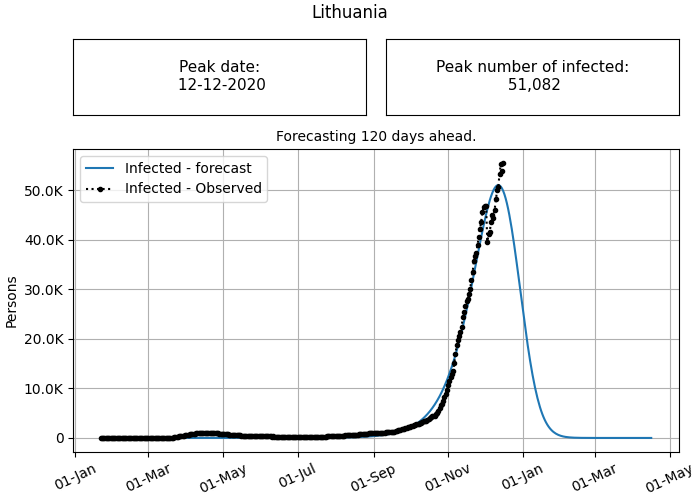 Lithuania
Peak date:
12-12-2020
Peak number of infected:
51,082
Forecasting 120 days ahead.
Infected - forecast
Infected - Observed
Persons
50.0K
40.0K
30.0K
20.0K
10.0K
0
01-Jan
01-Mar
01-May
01-Jul
01-Sep
01-Nov
01-Jan
01-Mar
01-May